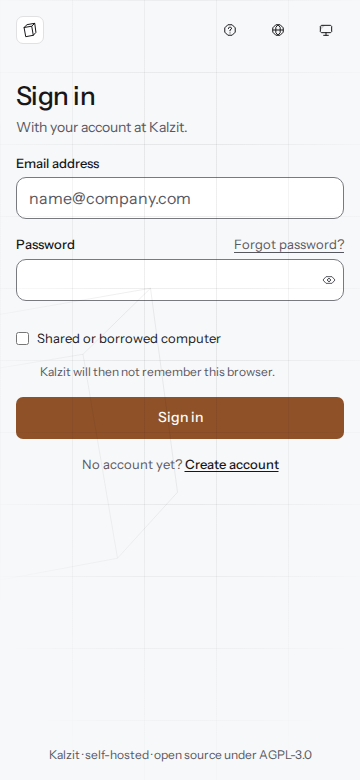 Sign in
With your account at Kalzit.
Email address
name@company.com
Password Forgot password?
Shared or borrowed computer
Kalzit will then not remember this browser.
Sign in
No account yet? Create account
Kalzit · self-hosted · open source under AGPL-3.0